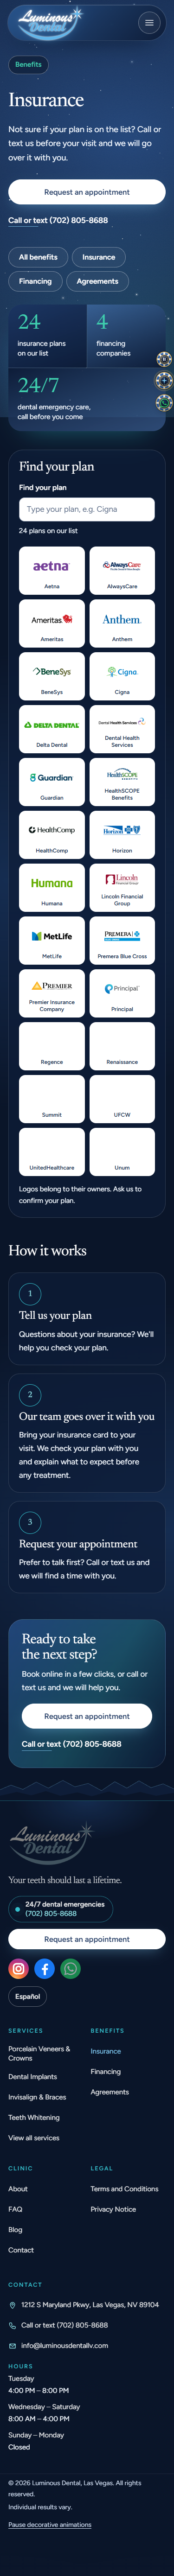 Luminous
Dental
Benefits
Insurance
Not sure if your plan is on the list? Call or
text us before your visit and we will go
over it with you.
Request an appointment
Call or text (702) 805-8688
All benefits
Insurance
Financing
Agreements
24
insurance plans
on our list
4
financing
companies
24/7
dental emergency care,
call before you come
Find your plan
Find your plan
Type your plan, e.g. Cigna
24 plans on our list
aetna
Aetna
AlwaysCare
AlwaysCare
Ameritas
Ameritas
Anthem
Anthem
BeneSys
BeneSys
Cigna
Cigna
DELTA DENTAL
Delta Dental
Dental Health Services
Dental Health
Services
Guardian
Guardian
HealthSCOPE
BENEFITS
HealthSCOPE
Benefits
HealthComp
HealthComp
Horizon
Horizon
Humana
Humana
Lincoln
Financial Group
Lincoln Financial
Group
MetLife
MetLife
PREMERA
Premera Blue Cross
PREMIER
Premier Insurance
Company
Principal
Principal
Regence
Renaissance
Summit
UFCW
UnitedHealthcare
Unum
Logos belong to their owners. Ask us to
confirm your plan.
How it works
1
Tell us your plan
Questions about your insurance? We'll
help you check your plan.
2
Our team goes over it with you
Bring your insurance card to your
visit. We check your plan with you
and explain what to expect before
any treatment.
3
Request your appointment
Prefer to talk first? Call or text us and
we will find a time with you.
Ready to take
the next step?
Book online in a few clicks, or call or
text us and we will help.
Request an appointment
Call or text (702) 805-8688
Luminous
Dental
Your teeth should last a lifetime.
24/7 dental emergencies
(702) 805-8688
Request an appointment
Español
SERVICES
Porcelain Veneers &
Crowns
Dental Implants
Invisalign & Braces
Teeth Whitening
View all services
BENEFITS
Insurance
Financing
Agreements
CLINIC
About
FAQ
Blog
Contact
LEGAL
Terms and Conditions
Privacy Notice
CONTACT
1212 S Maryland Pkwy, Las Vegas, NV 89104
Call or text (702) 805-8688
info@luminousdentallv.com
HOURS
Tuesday
4:00 PM – 8:00 PM
Wednesday – Saturday
8:00 AM – 4:00 PM
Sunday – Monday
Closed
© 2026 Luminous Dental, Las Vegas. All rights
reserved.
Individual results vary.
Pause decorative animations